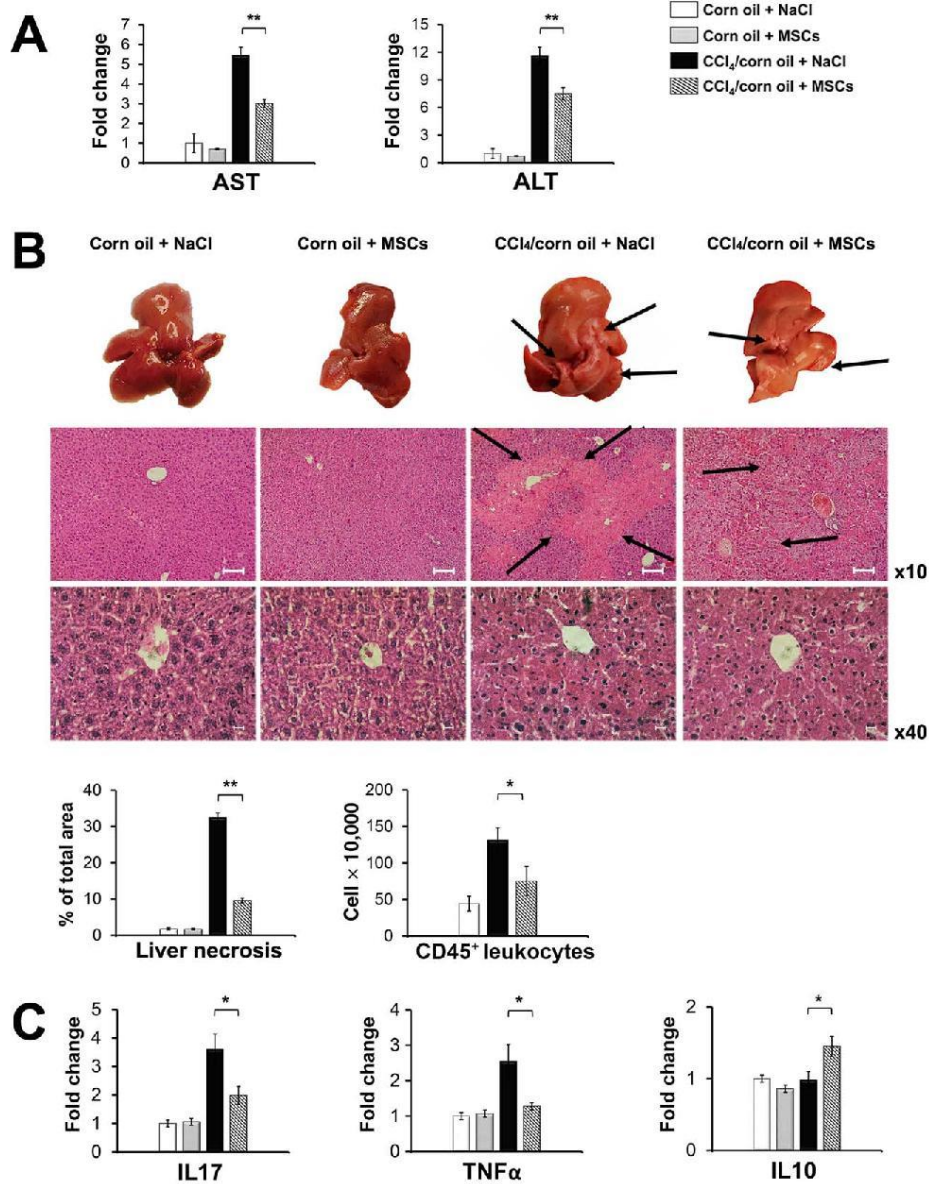 A
Fold change
7
6
5
4
3
2
1
0
**
AST
Fold change
15
12
9
6
3
0
**
ALT
Corn oil + NaCl
Corn oil + MSCs
CCl₄/corn oil + NaCl
CCl₄/corn oil + MSCs
B
Corn oil + NaCl
Corn oil + MSCs
CCl₄/corn oil + NaCl
CCl₄/corn oil + MSCs
x10
x40
% of total area
40
30
20
10
0
**
Liver necrosis
Cell × 10,000
200
150
100
50
0
*
CD45⁺ leukocytes
C
Fold change
5
4
3
2
1
0
*
IL17
Fold change
4
3
2
1
0
*
TNFα
Fold change
2
1
0
*
IL10